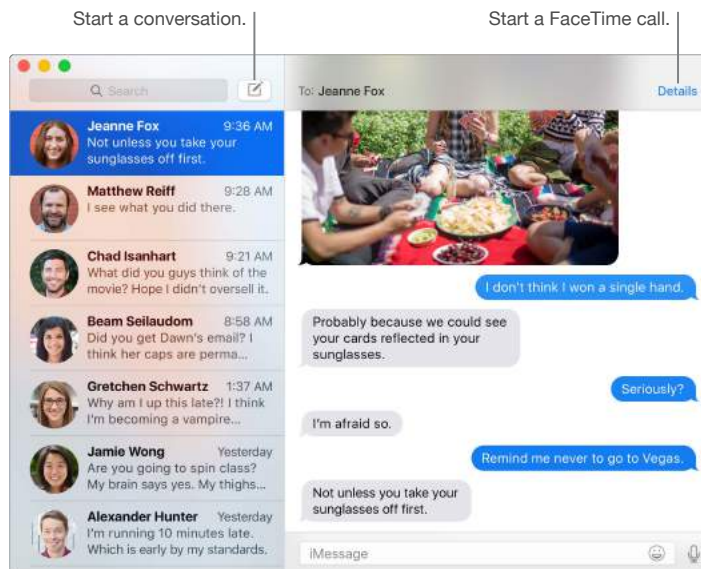 Start a conversation.
Start a FaceTime call.
Search
To: Jeanne Fox
Details
Jeanne Fox 9:36 AM
Not unless you take your
sunglasses off first.
Matthew Reiff 9:28 AM
I see what you did there.
Chad Isanhart 9:21 AM
What did you guys think of the
movie? Hope I didn't oversell it.
Beam Seilaudom 8:58 AM
Did you get Dawn's email? I
think her caps are perma...
Gretchen Schwartz 1:37 AM
Why am I up this late?! I think
I'm becoming a vampire...
Jamie Wong Yesterday
Are you going to spin class?
My brain says yes. My thighs...
Alexander Hunter Yesterday
I'm running 10 minutes late.
Which is early by my standards.
I don't think I won a single hand.
Probably because we could see
your cards reflected in your
sunglasses.
Seriously?
I'm afraid so.
Remind me never to go to Vegas.
Not unless you take your
sunglasses off first.
iMessage